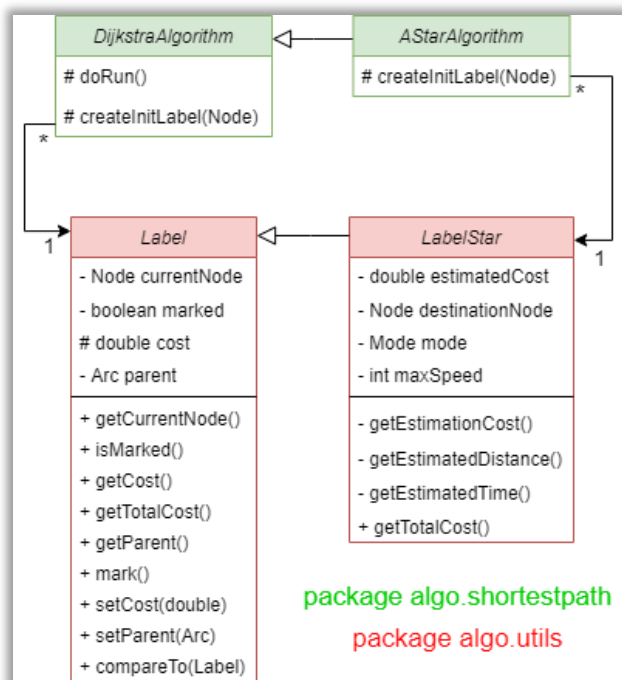 DijkstraAlgorithm
# doRun()
# createInitLabel(Node)
AStarAlgorithm
# createInitLabel(Node)
*
*
1
1
Label
- Node currentNode
- boolean marked
# double cost
- Arc parent
+ getCurrentNode()
+ isMarked()
+ getCost()
+ getTotalCost()
+ getParent()
+ mark()
+ setCost(double)
+ setParent(Arc)
+ compareTo(Label)
LabelStar
- double estimatedCost
- Node destinationNode
- Mode mode
- int maxSpeed
- getEstimationCost()
- getEstimatedDistance()
- getEstimatedTime()
+ getTotalCost()
package algo.shortestpath
package algo.utils